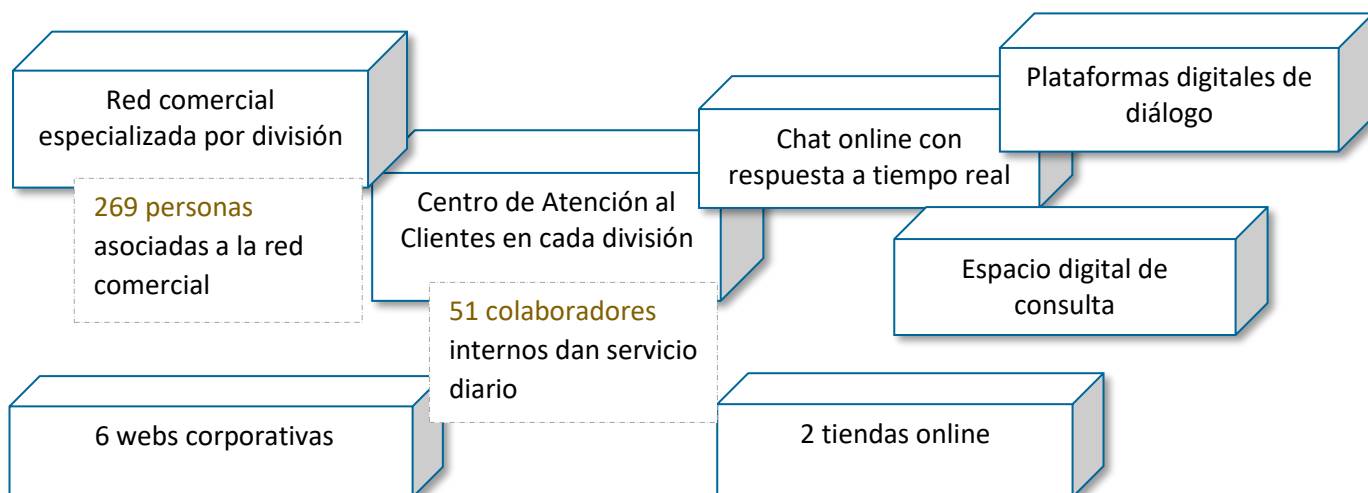 Red comercial
especializada por división
269 personas
asociadas a la red
comercial
Centro de Atención al
Clientes en cada división
51 colaboradores
internos dan servicio
diario
Chat online con
respuesta a tiempo real
Plataformas digitales de
diálogo
Espacio digital de
consulta
6 webs corporativas
2 tiendas online